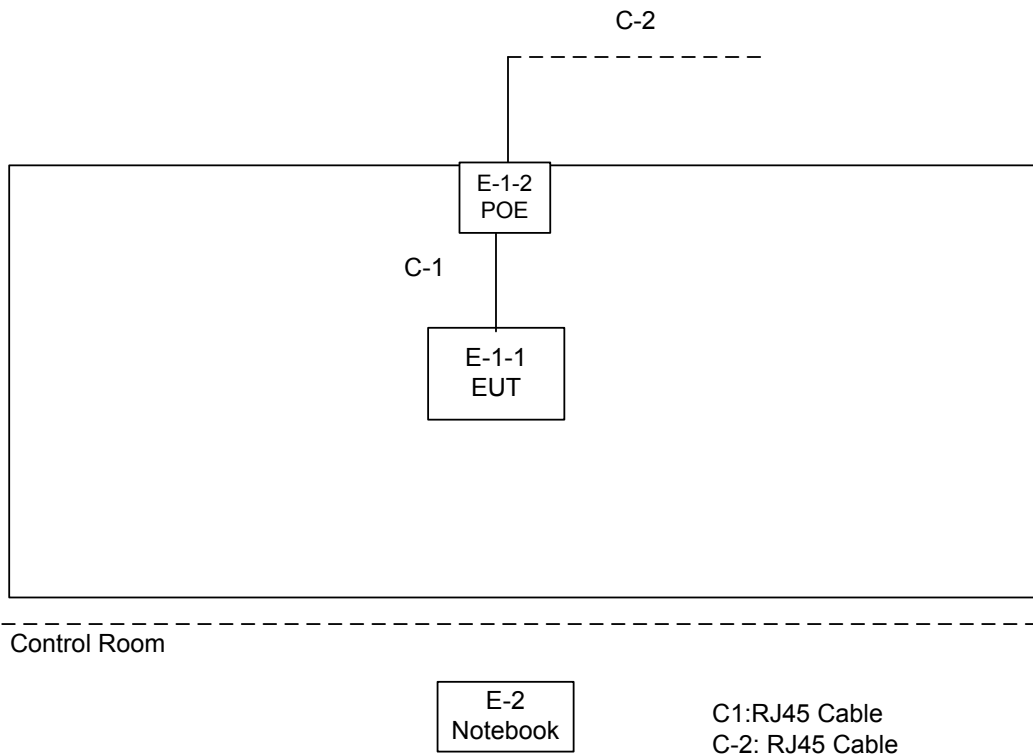 C-2
E-1-2
POE
C-1
E-1-1
EUT
Control Room
E-2
Notebook
C1:RJ45 Cable
C-2: RJ45 Cable